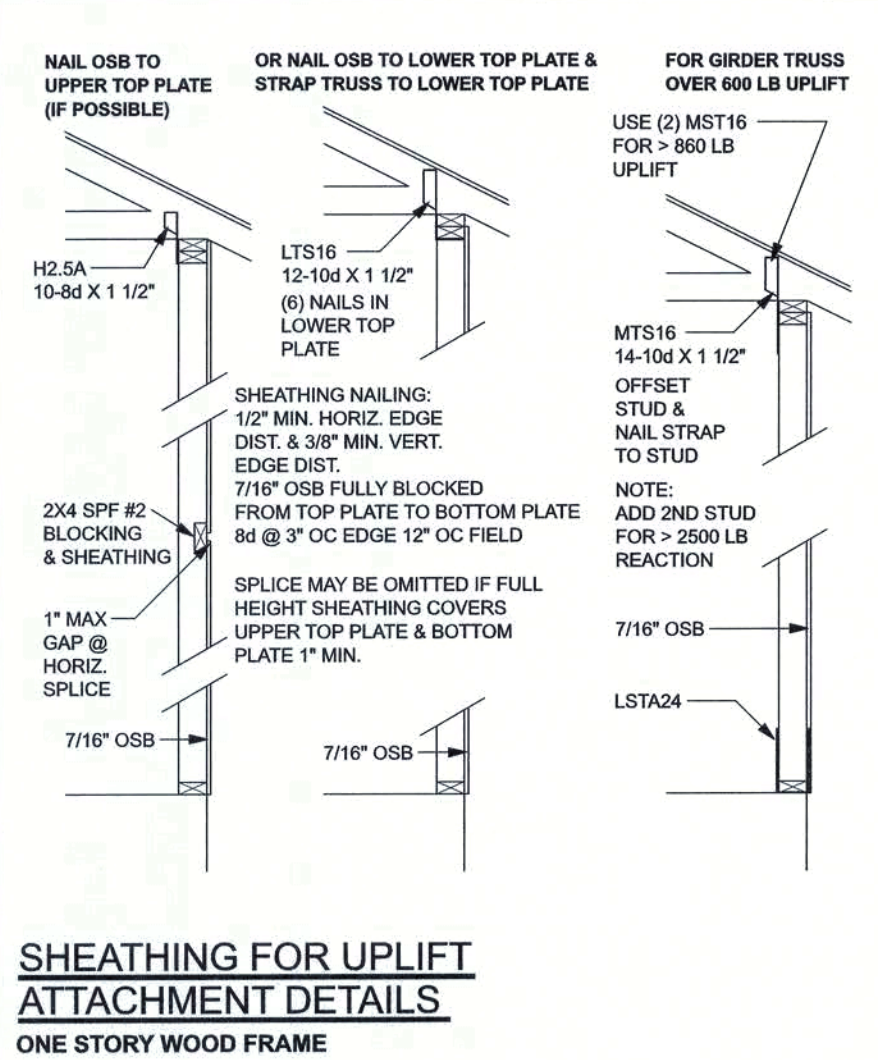 NAIL OSB TO
UPPER TOP PLATE
(IF POSSIBLE)
H2.5A
10-8d X 1 1/2"
2X4 SPF #2
BLOCKING
& SHEATHING
1" MAX
GAP @
HORIZ.
SPLICE
7/16" OSB
OR NAIL OSB TO LOWER TOP PLATE &
STRAP TRUSS TO LOWER TOP PLATE
LTS16
12-10d X 1 1/2"
(6) NAILS IN
LOWER TOP
PLATE
SHEATHING NAILING:
1/2" MIN. HORIZ. EDGE
DIST. & 3/8" MIN. VERT.
EDGE DIST.
7/16" OSB FULLY BLOCKED
FROM TOP PLATE TO BOTTOM PLATE
8d @ 3" OC EDGE 12" OC FIELD
SPLICE MAY BE OMITTED IF FULL
HEIGHT SHEATHING COVERS
UPPER TOP PLATE & BOTTOM
PLATE 1" MIN.
7/16" OSB
FOR GIRDER TRUSS
OVER 600 LB UPLIFT
USE (2) MST16
FOR > 860 LB
UPLIFT
MTS16
14-10d X 1 1/2"
OFFSET
STUD &
NAIL STRAP
TO STUD
NOTE:
ADD 2ND STUD
FOR > 2500 LB
REACTION
7/16" OSB
LSTA24
SHEATHING FOR UPLIFT
ATTACHMENT DETAILS
ONE STORY WOOD FRAME